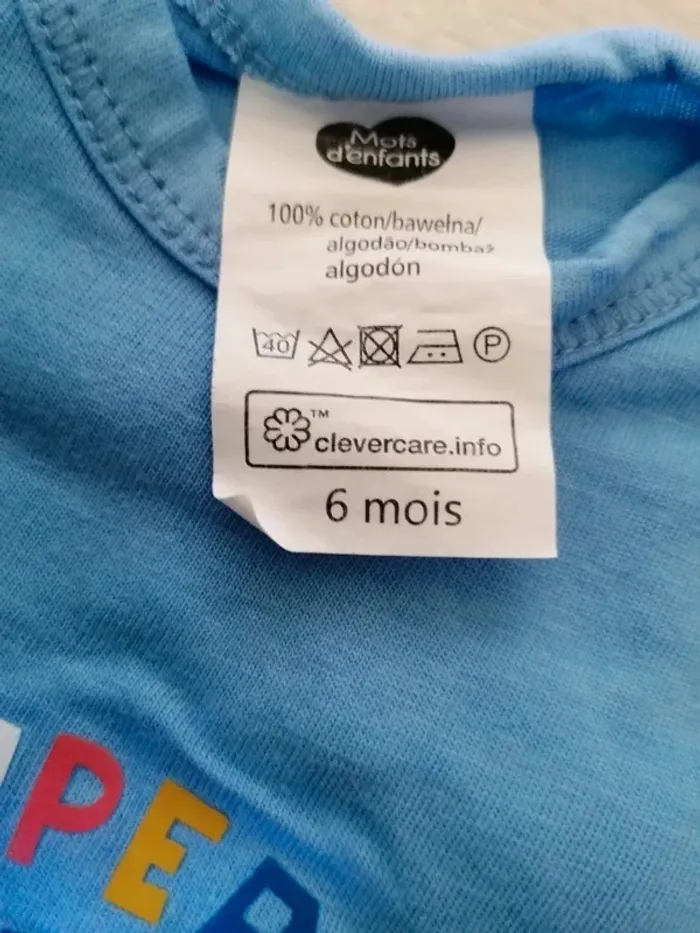 Mots
d'enfants
100% coton/bawełna/
algodão/bombaž
algodón
40
P
TM
clevercare.info
6 mois
PER